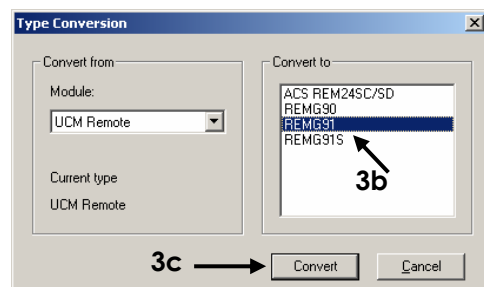 Type Conversion
Convert from
Module:
UCM Remote
Current type
UCM Remote
Convert to
ACS REM24SC/SD
REMG90
REMG91
REMG91S
3b
3c
Convert
Cancel